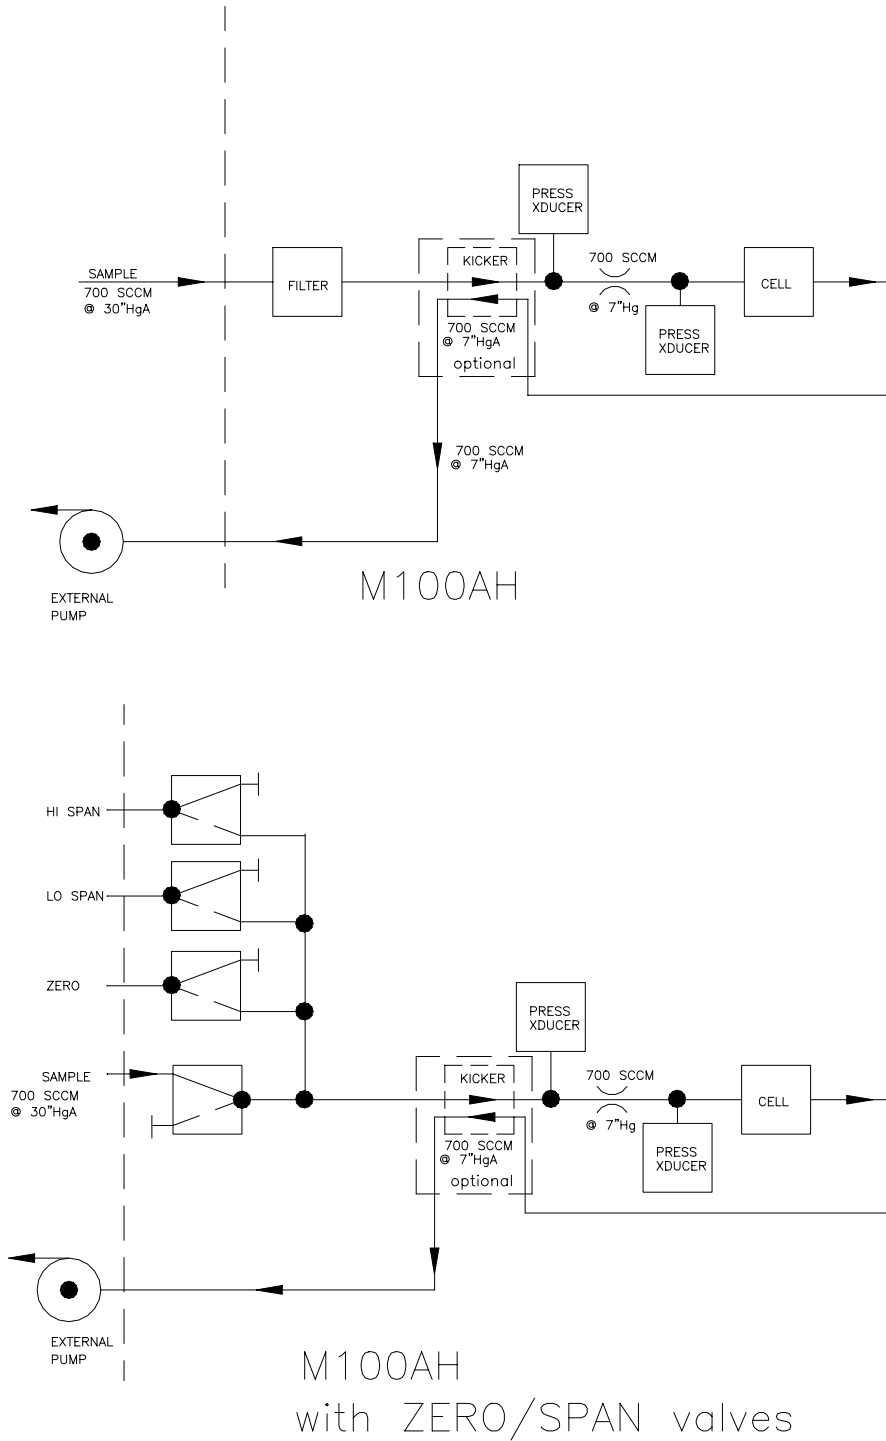 PRESS
XDUCER
SAMPLE
700 SCCM
@ 30"HgA
FILTER
KICKER
700 SCCM
@ 7"Hg
CELL
PRESS
XDUCER
700 SCCM
@ 7"HgA
optional
700 SCCM
@ 7"HgA
EXTERNAL
PUMP
M100AH
HI SPAN
LO SPAN
ZERO
SAMPLE
700 SCCM
@ 30"HgA
PRESS
XDUCER
KICKER
700 SCCM
@ 7"Hg
CELL
PRESS
XDUCER
700 SCCM
@ 7"HgA
optional
EXTERNAL
PUMP
M100AH
with ZERO/SPAN valves